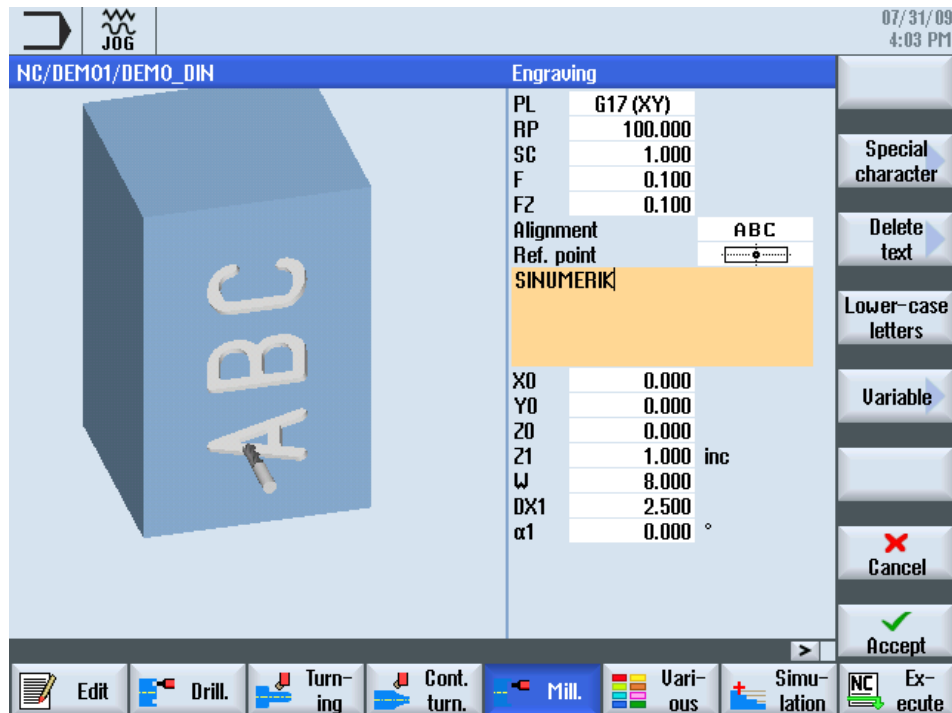 JOG
07/31/09
4:03 PM
NC/DEMO1/DEMO_DIN
Engraving
PL G17 (XY)
RP 100.000
SC 1.000
F 0.100
FZ 0.100
Alignment ABC
Ref. point
SINUMERIK
X0 0.000
Y0 0.000
Z0 0.000
Z1 1.000 inc
W 8.000
DX1 2.500
α1 0.000 °
ABC
Special
character
Delete
text
Lower-case
letters
Variable
Cancel
Accept
>
Edit
Drill.
Turn-
ing
Cont.
turn.
Mill.
Vari-
ous
Simu-
lation
NC
Ex-
ecute